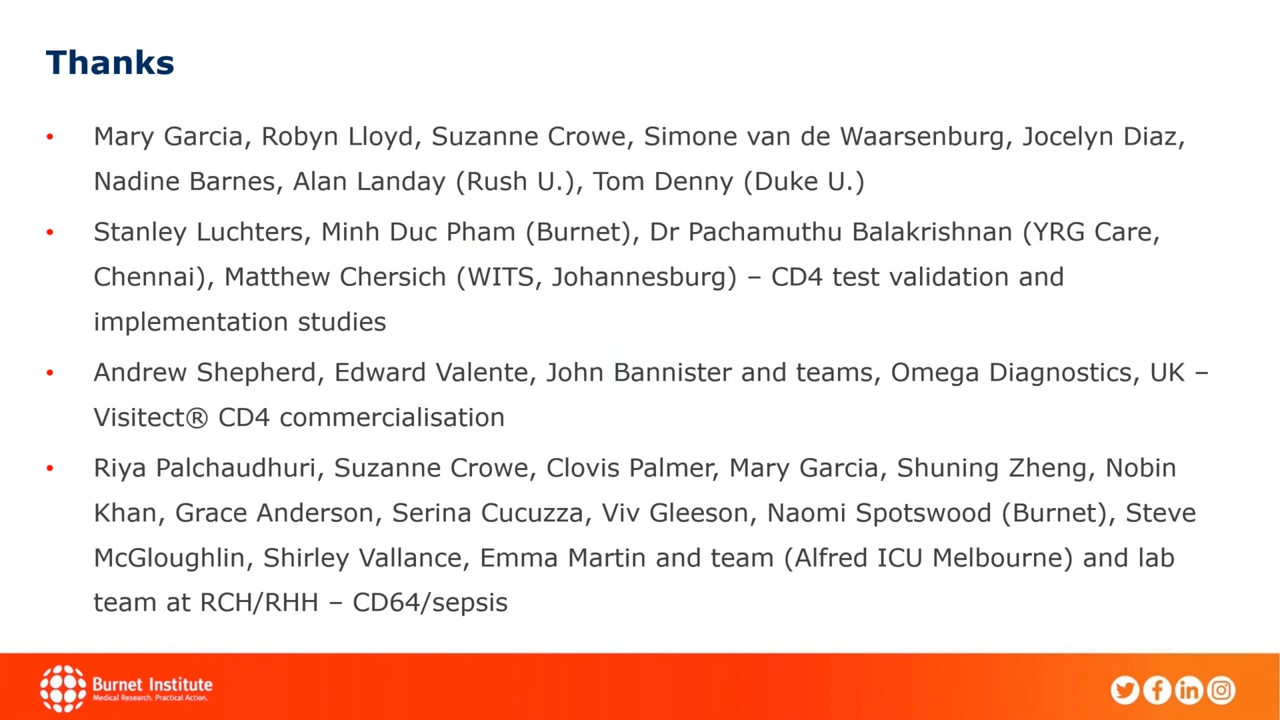 Thanks
• Mary Garcia, Robyn Lloyd, Suzanne Crowe, Simone van de Waarsenburg, Jocelyn Diaz,
Nadine Barnes, Alan Landay (Rush U.), Tom Denny (Duke U.)
• Stanley Luchters, Minh Duc Pham (Burnet), Dr Pachamuthu Balakrishnan (YRG Care,
Chennai), Matthew Chersich (WITS, Johannesburg) – CD4 test validation and
implementation studies
• Andrew Shepherd, Edward Valente, John Bannister and teams, Omega Diagnostics, UK –
Visitect® CD4 commercialisation
• Riya Palchaudhuri, Suzanne Crowe, Clovis Palmer, Mary Garcia, Shuning Zheng, Nobin
Khan, Grace Anderson, Serina Cucuzza, Viv Gleeson, Naomi Spotswood (Burnet), Steve
McGloughlin, Shirley Vallance, Emma Martin and team (Alfred ICU Melbourne) and lab
team at RCH/RHH – CD64/sepsis
Burnet Institute
Medical Research. Practical Action.